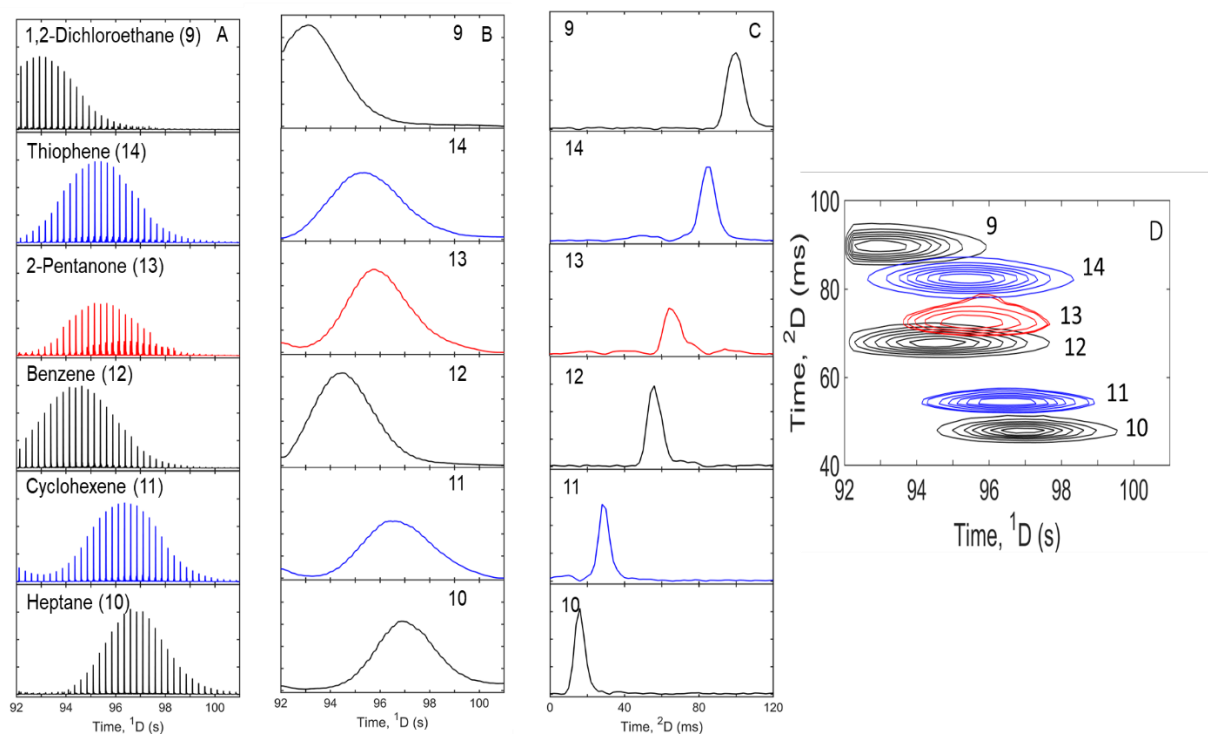 1,2-Dichloroethane (9) A
Thiophene (14)
2-Pentanone (13)
Benzene (12)
Cyclohexene (11)
Heptane (10)
92 94 96 98 100
Time, ¹D (s)
9 B
14
13
12
11
10
92 94 96 98 100
Time, ¹D (s)
9 C
14
13
12
11
10
0 40 80 120
Time, ²D (ms)
100
80
60
40
Time, ²D (ms)
9 D
14
13
12
11
10
92 94 96 98 100
Time, ¹D (s)